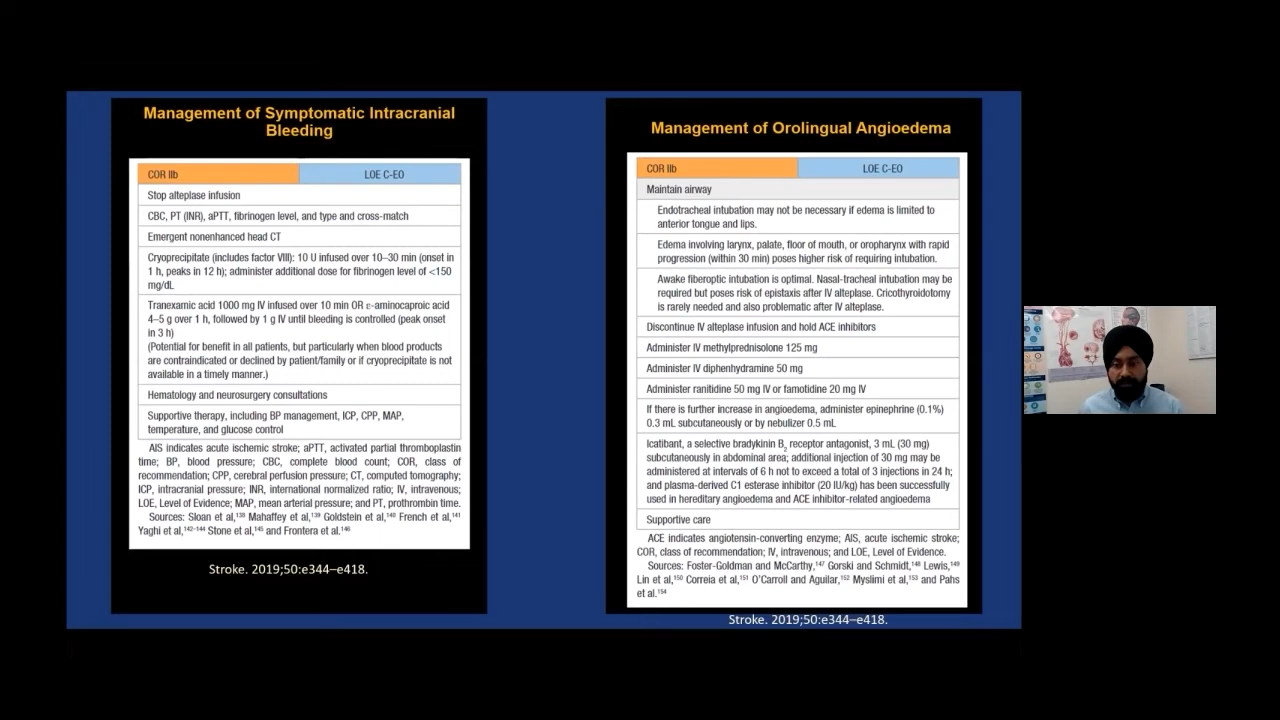 Management of Symptomatic Intracranial
Bleeding
COR IIb
LOE C-EO
Stop alteplase infusion
CBC, PT (INR), aPTT, fibrinogen level, and type and cross-match
Emergent nonenhanced head CT
Cryoprecipitate (includes factor VIII): 10 U infused over 10–30 min (onset in
1 h, peaks in 12 h); administer additional dose for fibrinogen level of <150
mg/dL
Tranexamic acid 1000 mg IV infused over 10 min OR ε-aminocaproic acid
4–5 g over 1 h, followed by 1 g IV until bleeding is controlled (peak onset
in 3 h)
(Potential for benefit in all patients, but particularly when blood products
are contraindicated or declined by patient/family or if cryoprecipitate is not
available in a timely manner.)
Hematology and neurosurgery consultations
Supportive therapy, including BP management, ICP, CPP, MAP,
temperature, and glucose control
AIS indicates acute ischemic stroke; aPTT, activated partial thromboplastin
time; BP, blood pressure; CBC, complete blood count; COR, class of
recommendation; CPP, cerebral perfusion pressure; CT, computed tomography;
ICP, intracranial pressure; INR, international normalized ratio; IV, intravenous;
LOE, Level of Evidence; MAP, mean arterial pressure; and PT, prothrombin time.
Sources: Sloan et al,138 Mahaffey et al,139 Goldstein et al,140 French et al,141
Yaghi et al,142–144 Stone et al,145 and Frontera et al.146
Stroke. 2019;50:e344–e418.
Management of Orolingual Angioedema
COR IIb
LOE C-EO
Maintain airway
Endotracheal intubation may not be necessary if edema is limited to
anterior tongue and lips.
Edema involving larynx, palate, floor of mouth, or oropharynx with rapid
progression (within 30 min) poses higher risk of requiring intubation.
Awake fiberoptic intubation is optimal. Nasal-tracheal intubation may be
required but poses risk of epistaxis after IV alteplase. Cricothyroidotomy
is rarely needed and also problematic after IV alteplase.
Discontinue IV alteplase infusion and hold ACE inhibitors
Administer IV methylprednisolone 125 mg
Administer IV diphenhydramine 50 mg
Administer ranitidine 50 mg IV or famotidine 20 mg IV
If there is further increase in angioedema, administer epinephrine (0.1%)
0.3 mL subcutaneously or by nebulizer 0.5 mL
Icatibant, a selective bradykinin B2 receptor antagonist, 3 mL (30 mg)
subcutaneously in abdominal area; additional injection of 30 mg may be
administered at intervals of 6 h not to exceed a total of 3 injections in 24 h;
and plasma-derived C1 esterase inhibitor (20 IU/kg) has been successfully
used in hereditary angioedema and ACE inhibitor-related angioedema
Supportive care
ACE indicates angiotensin-converting enzyme; AIS, acute ischemic stroke;
COR, class of recommendation; IV, intravenous; and LOE, Level of Evidence.
Sources: Foster-Goldman and McCarthy,147 Gorski and Schmidt,148 Lewis,149
Lin et al,150 Correia et al,151 O'Carroll and Aguilar,152 Myslimi et al,153 and Pahs
et al.154
Stroke. 2019;50:e344–e418.